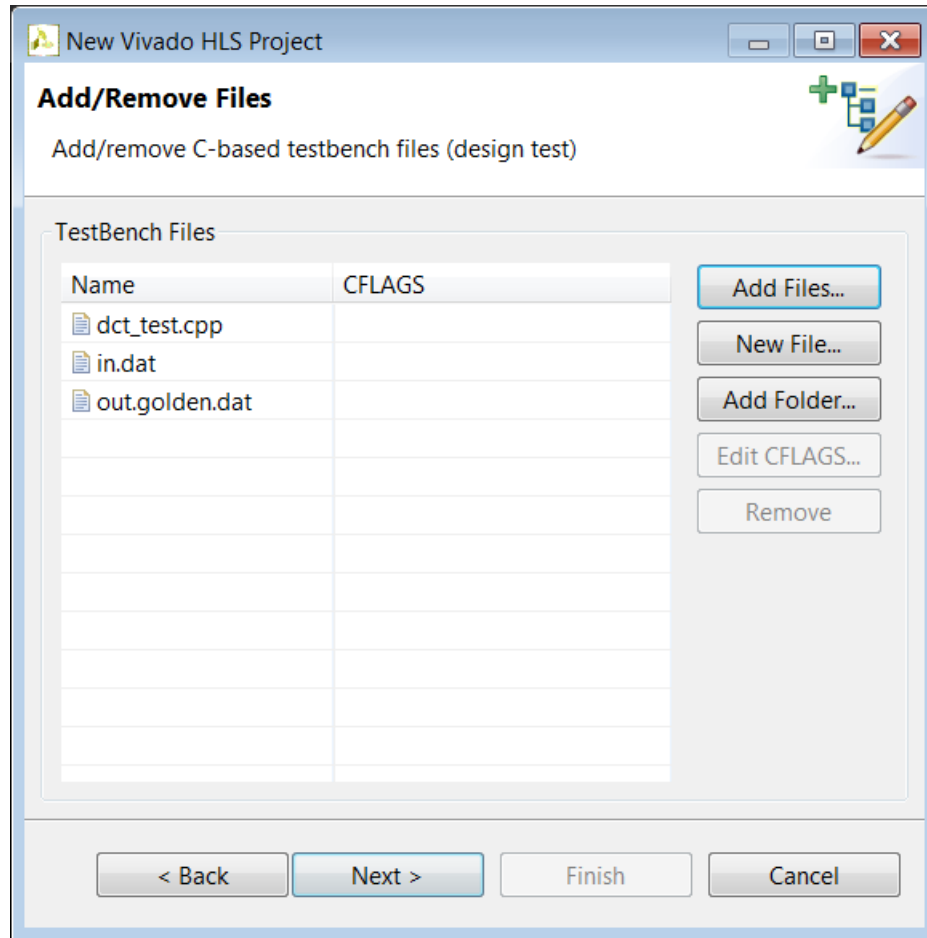 New Vivado HLS Project
Add/Remove Files
Add/remove C-based testbench files (design test)
TestBench Files
Name CFLAGS
dct_test.cpp
in.dat
out.golden.dat
Add Files...
New File...
Add Folder...
Edit CFLAGS...
Remove
< Back Next > Finish Cancel